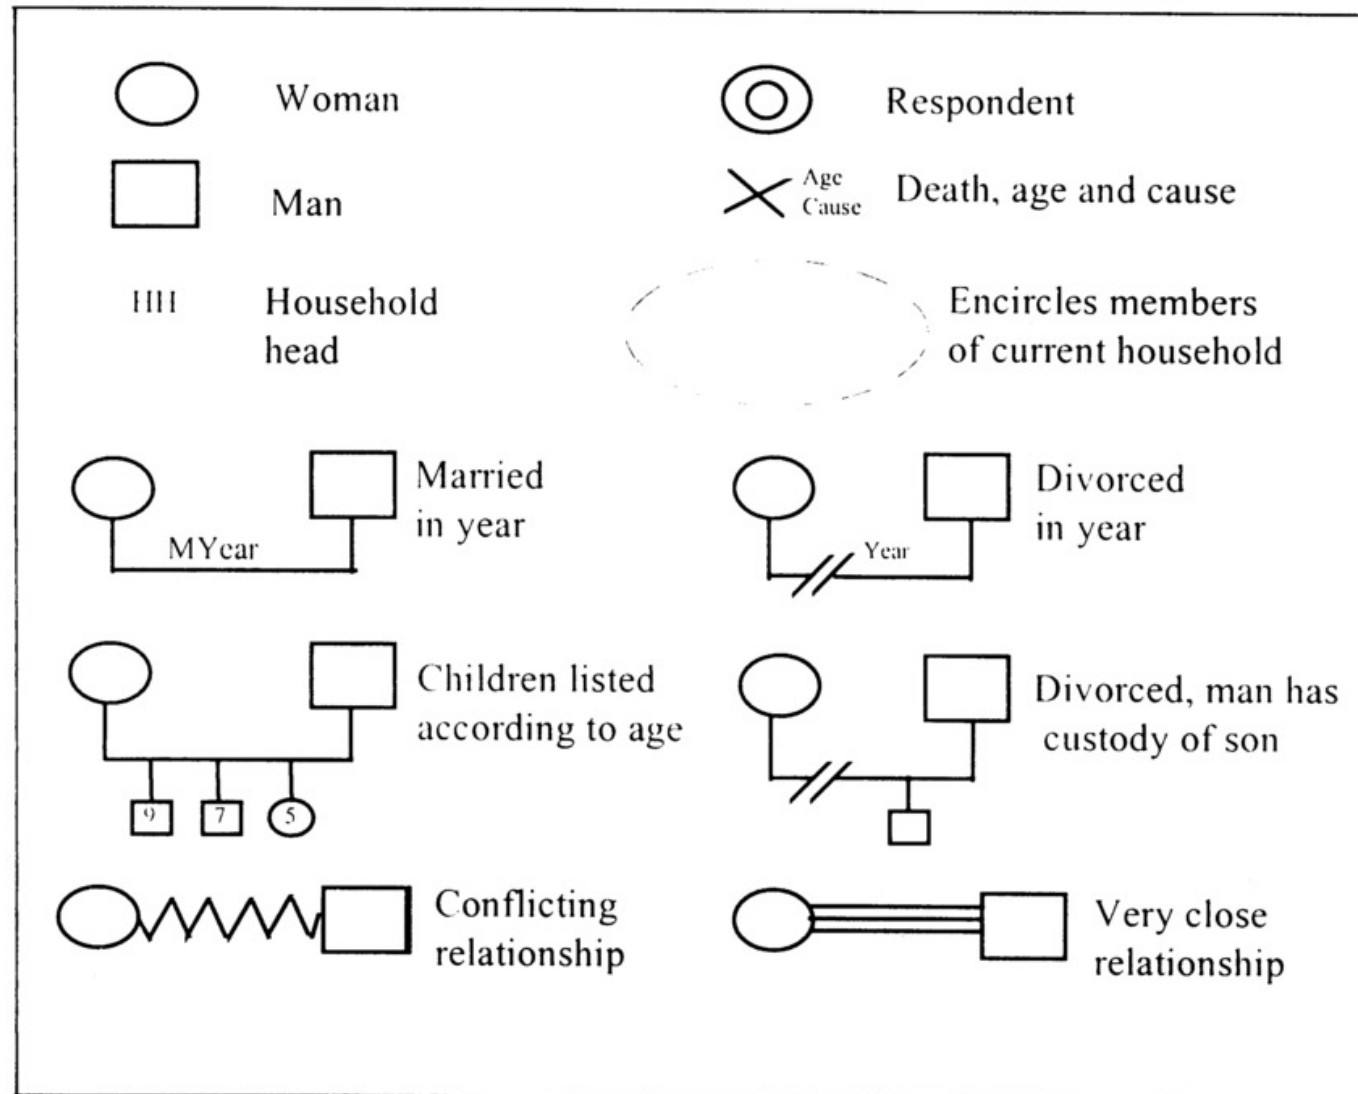 Woman
Respondent
Man
Age
Cause
Death, age and cause
HH
Household
head
Encircles members
of current household
Married
in year
MYear
Divorced
in year
Year
Children listed
according to age
9
7
5
Divorced, man has
custody of son
Conflicting
relationship
Very close
relationship